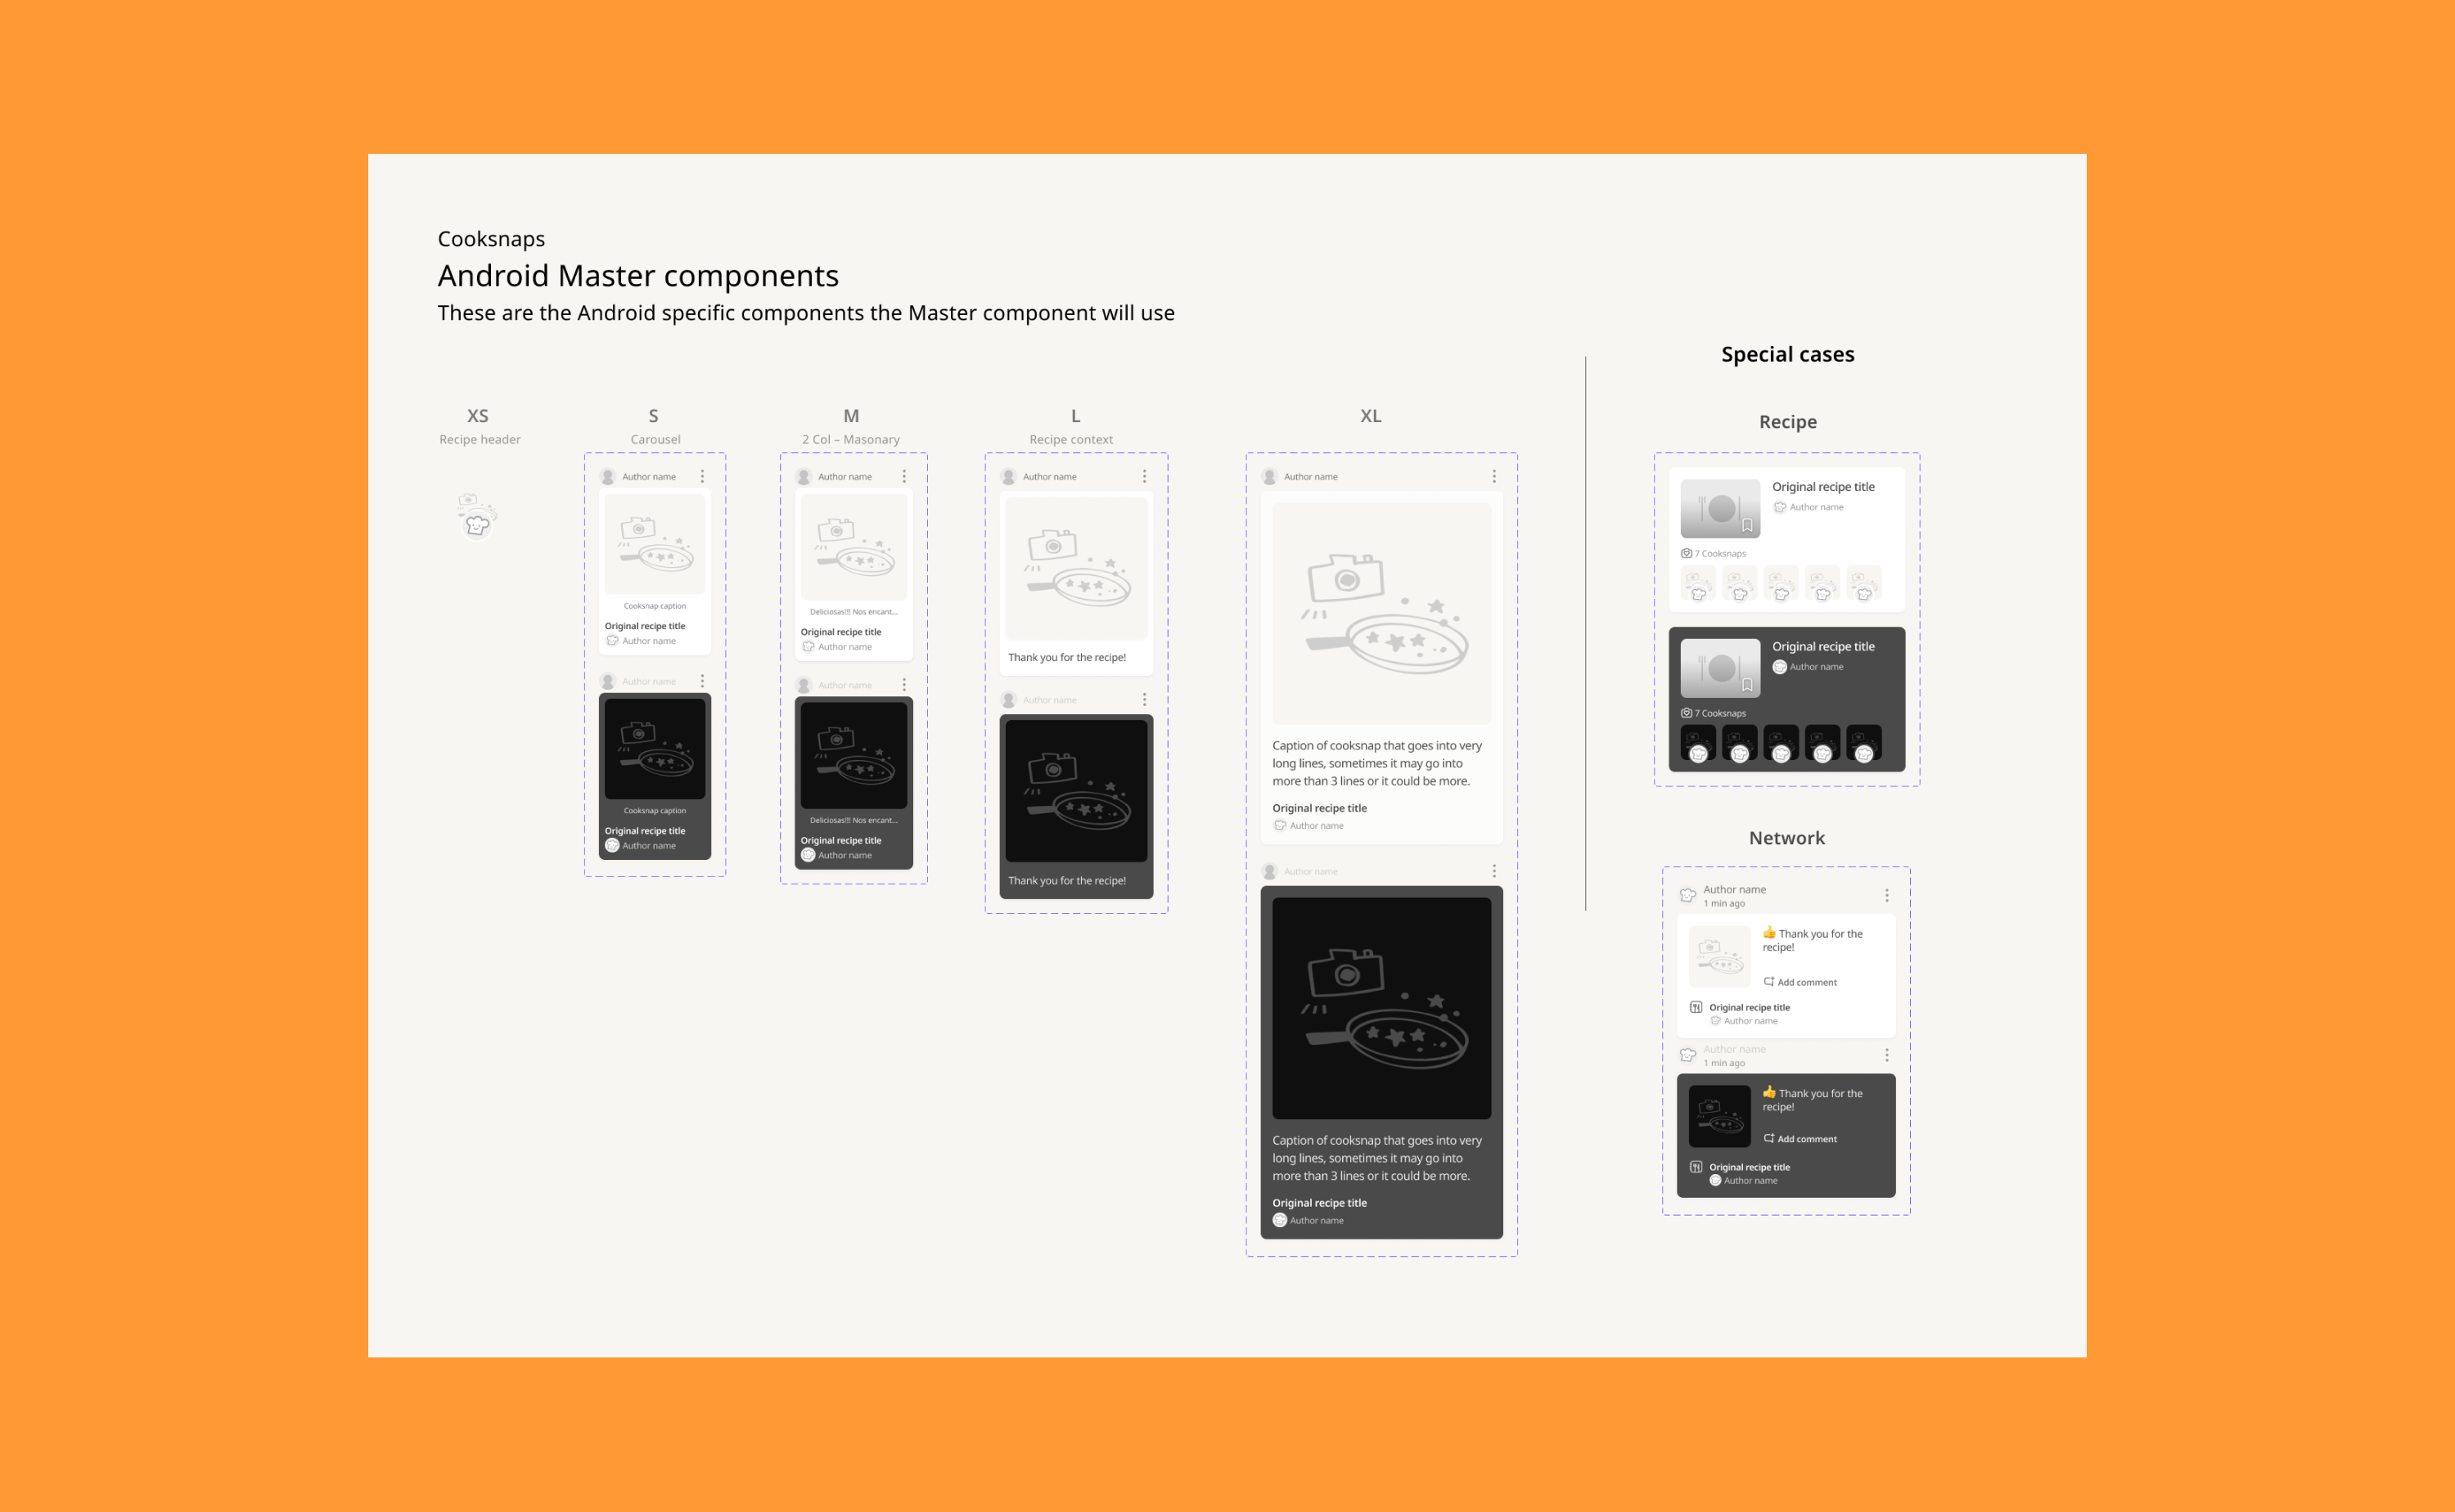 Cooksnaps
Android Master components
These are the Android specific components the Master component will use
XS
Recipe header
S
Carousel
Author name
Cooksnap caption
Original recipe title
Author name
Author name
Cooksnap caption
Original recipe title
Author name
M
2 Col – Masonary
Author name
Deliciosas!!! Nos encant...
Original recipe title
Author name
Author name
Deliciosas!!! Nos encant...
Original recipe title
Author name
L
Recipe context
Author name
Thank you for the recipe!
Author name
Thank you for the recipe!
XL
Author name
Caption of cooksnap that goes into very
long lines, sometimes it may go into
more than 3 lines or it could be more.
Original recipe title
Author name
Author name
Caption of cooksnap that goes into very
long lines, sometimes it may go into
more than 3 lines or it could be more.
Original recipe title
Author name
Special cases
Recipe
Original recipe title
Author name
7 Cooksnaps
Original recipe title
Author name
7 Cooksnaps
Network
Author name
1 min ago
👍 Thank you for the
recipe!
Add comment
Original recipe title
Author name
Author name
1 min ago
👍 Thank you for the
recipe!
Add comment
Original recipe title
Author name